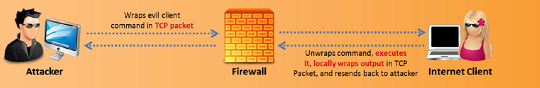 Wraps evil client
command in TCP packet
Attacker
Firewall
Unwraps command, executes
it, locally wraps output in TCP
Packet, and resends back to attacker
Internet Client